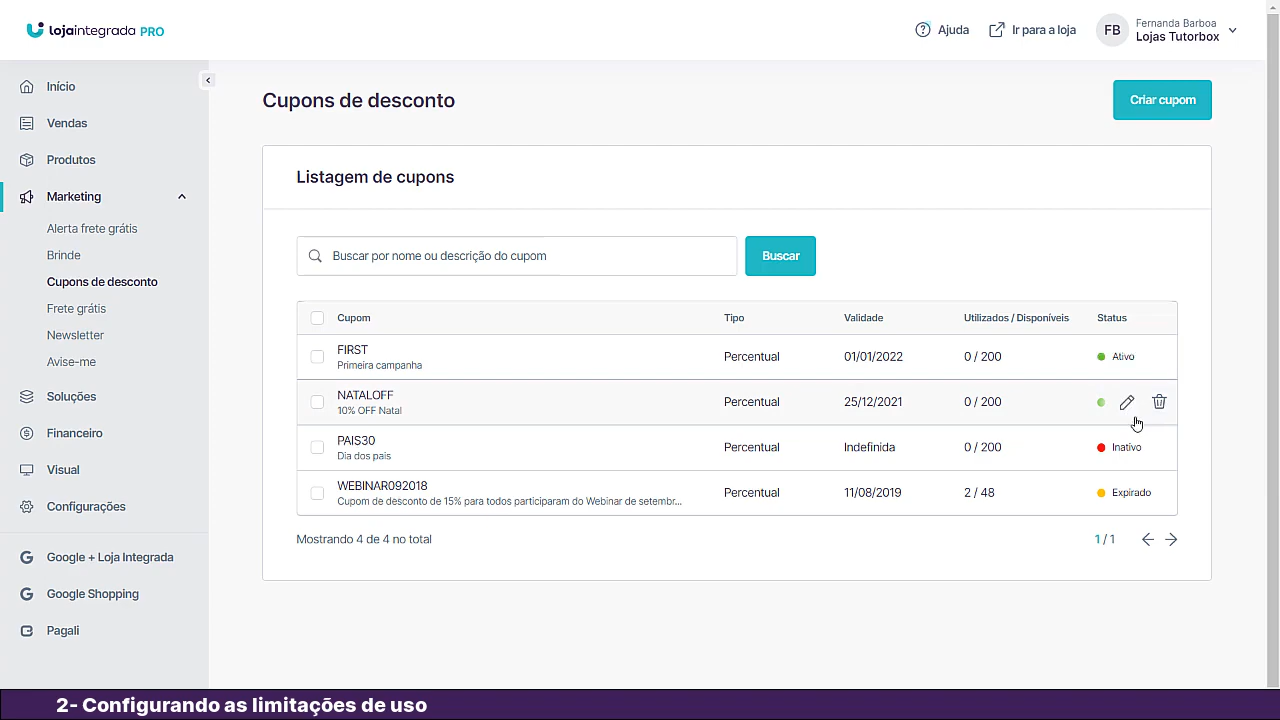 lojaintegrada PRO
Ajuda
Ir para a loja
FB
Fernanda Barboa
Lojas Tutorbox
Início
Vendas
Produtos
Marketing
Alerta frete grátis
Brinde
Cupons de desconto
Frete grátis
Newsletter
Avise-me
Soluções
Financeiro
Visual
Configurações
Google + Loja Integrada
Google Shopping
Pagali
Cupons de desconto
Criar cupom
Listagem de cupons
Buscar por nome ou descrição do cupom
Buscar
Cupom Tipo Validade Utilizados / Disponíveis Status
FIRST
Primeira campanha
Percentual 01/01/2022 0 / 200 Ativo
NATALOFF
10% OFF Natal
Percentual 25/12/2021 0 / 200
PAIS30
Dia dos pais
Percentual Indefinida 0 / 200 Inativo
WEBINAR092018
Cupom de desconto de 15% para todos participaram do Webinar de setembr...
Percentual 11/08/2019 2 / 48 Expirado
Mostrando 4 de 4 no total
1 / 1
2- Configurando as limitações de uso